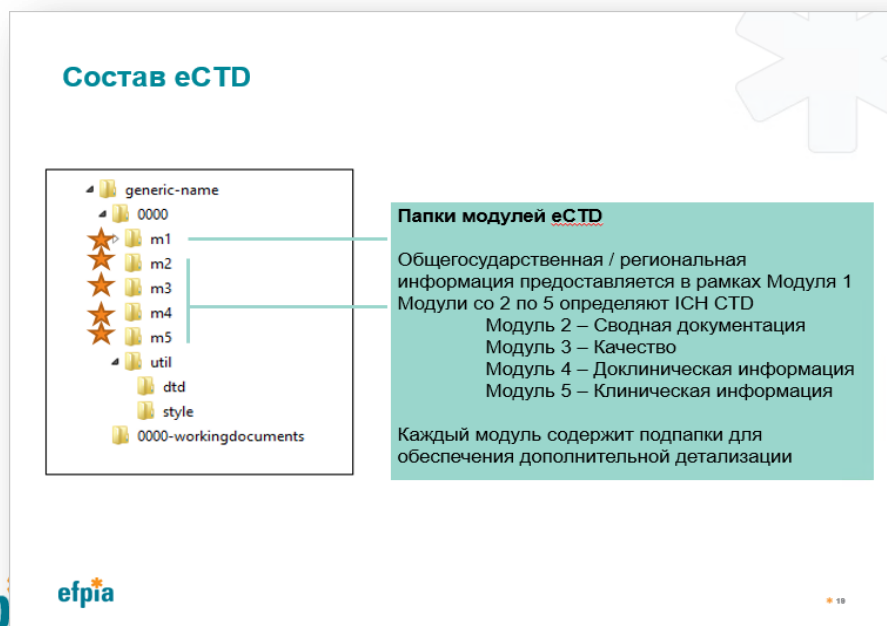 Состав eCTD
generic-name
0000
m1
m2
m3
m4
m5
util
dtd
style
0000-workingdocuments
Папки модулей eCTD
Общегосударственная / региональная
информация предоставляется в рамках Модуля 1
Модули со 2 по 5 определяют ICH CTD
Модуль 2 – Сводная документация
Модуль 3 – Качество
Модуль 4 – Доклиническая информация
Модуль 5 – Клиническая информация
Каждый модуль содержит подпапки для
обеспечения дополнительной детализации
efpia
19